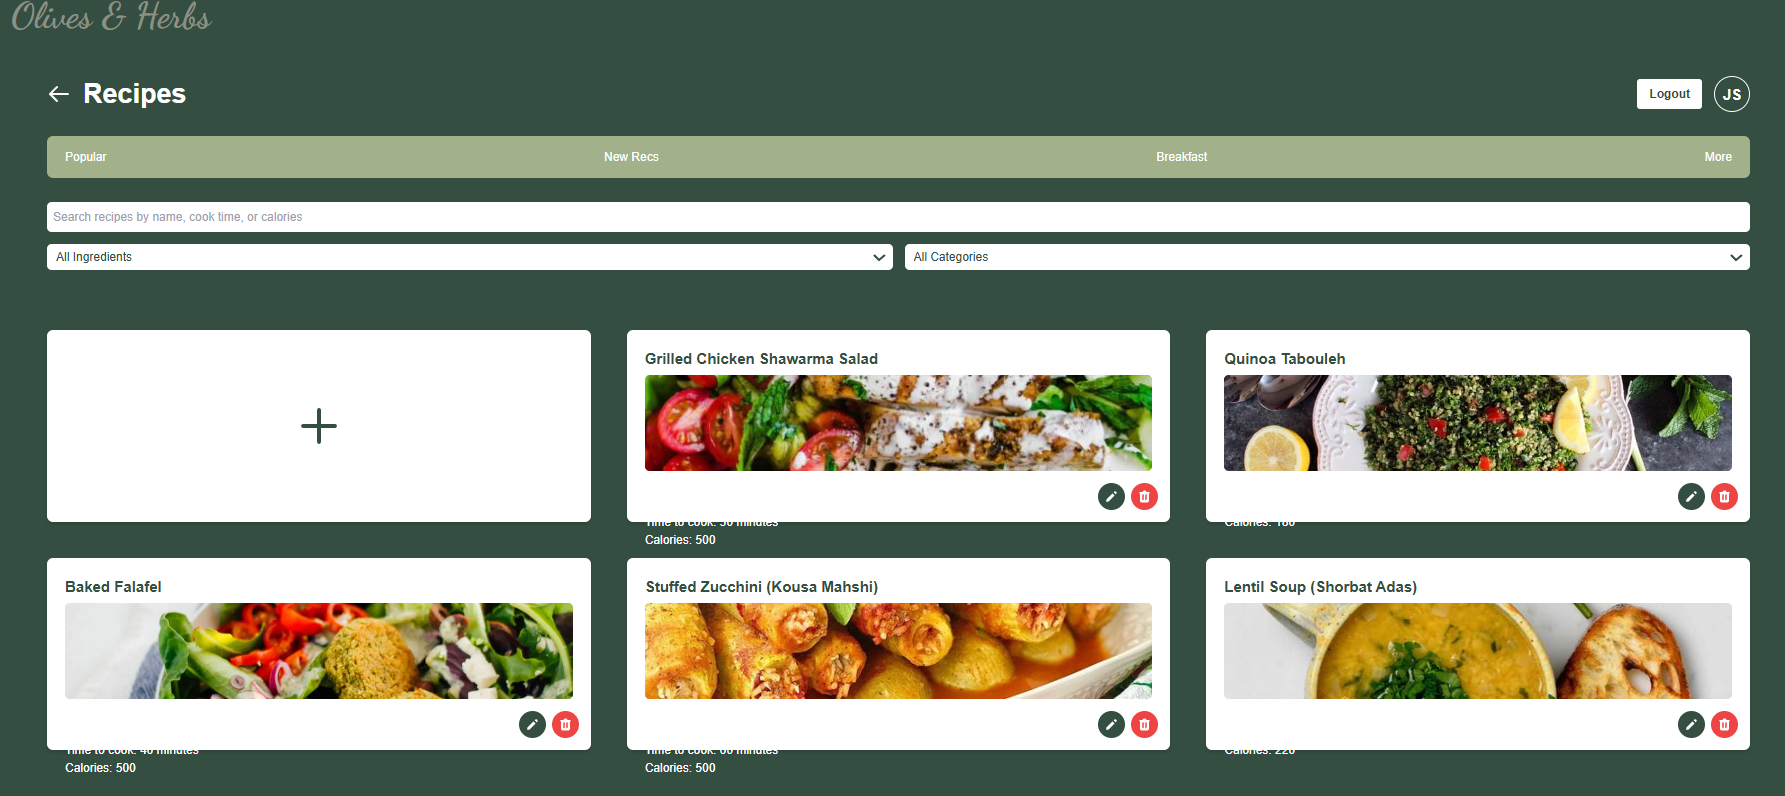 Olives & Herbs
Recipes
Logout
JS
Popular
New Recs
Breakfast
More
Search recipes by name, cook time, or calories
All Ingredients
All Categories
Grilled Chicken Shawarma Salad
Time to cook: 30 minutes
Calories: 500
Quinoa Tabouleh
Calories: 180
Baked Falafel
Time to cook: 40 minutes
Calories: 500
Stuffed Zucchini (Kousa Mahshi)
Time to cook: 60 minutes
Calories: 500
Lentil Soup (Shorbat Adas)
Calories: 220